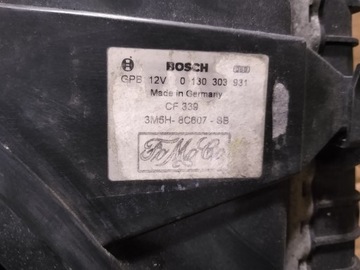 BOSCH
GPB 12V 0 130 303 931
Made in Germany
CF 339
3M5H-8C607-SB
FoMoCo